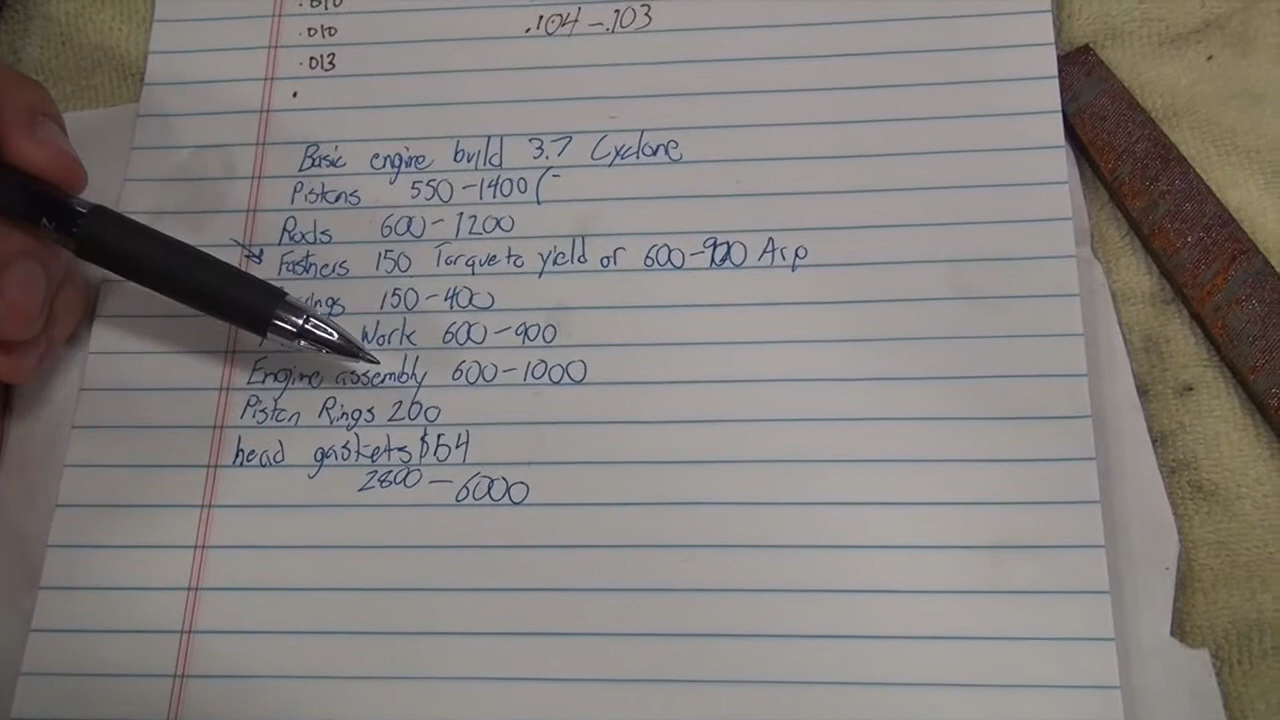 .010
.010
.104-.103
.013
.
Basic engine build 3.7 Cyclone
Pistons 550-1400(-
Rods 600-1200
Fastners 150 Torque to yield or 600-900 Arp
150-400
Work 600-900
Engine assembly 600-1000
Piston Rings 200
head gaskets $54
2800-6000